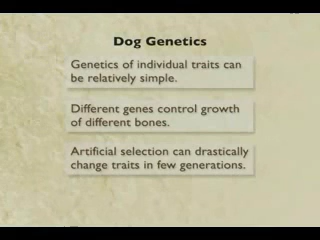 Dog Genetics
Genetics of individual traits can
be relatively simple.
Different genes control growth
of different bones.
Artificial selection can drastically
change traits in few generations.